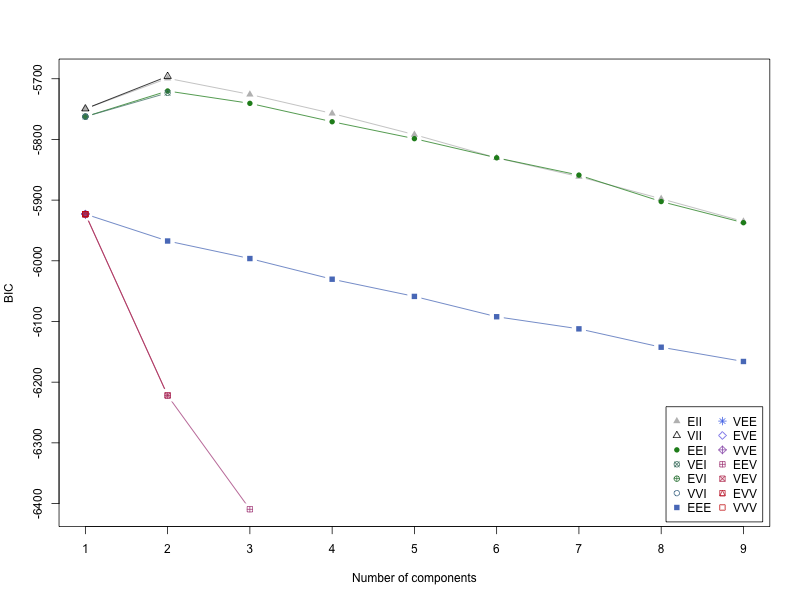 BIC
-5700
-5800
-5900
-6000
-6100
-6200
-6300
-6400
1 2 3 4 5 6 7 8 9
Number of components
EII VEE
VII EVE
EEI VVE
VEI EEV
EVI VEV
VVI EVV
EEE VVV